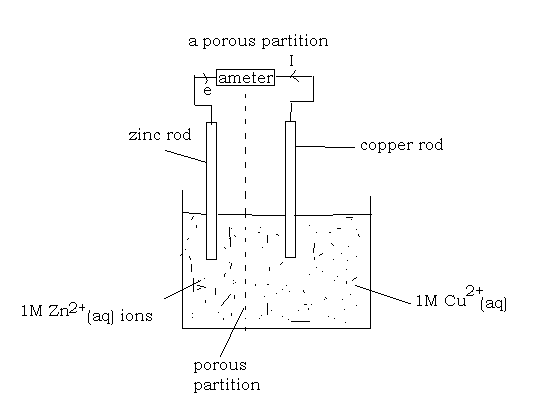 a porous partition
I
ameter
e
zinc rod
copper rod
1M Zn2+(aq) ions
1M Cu2+(aq)
porous
partition